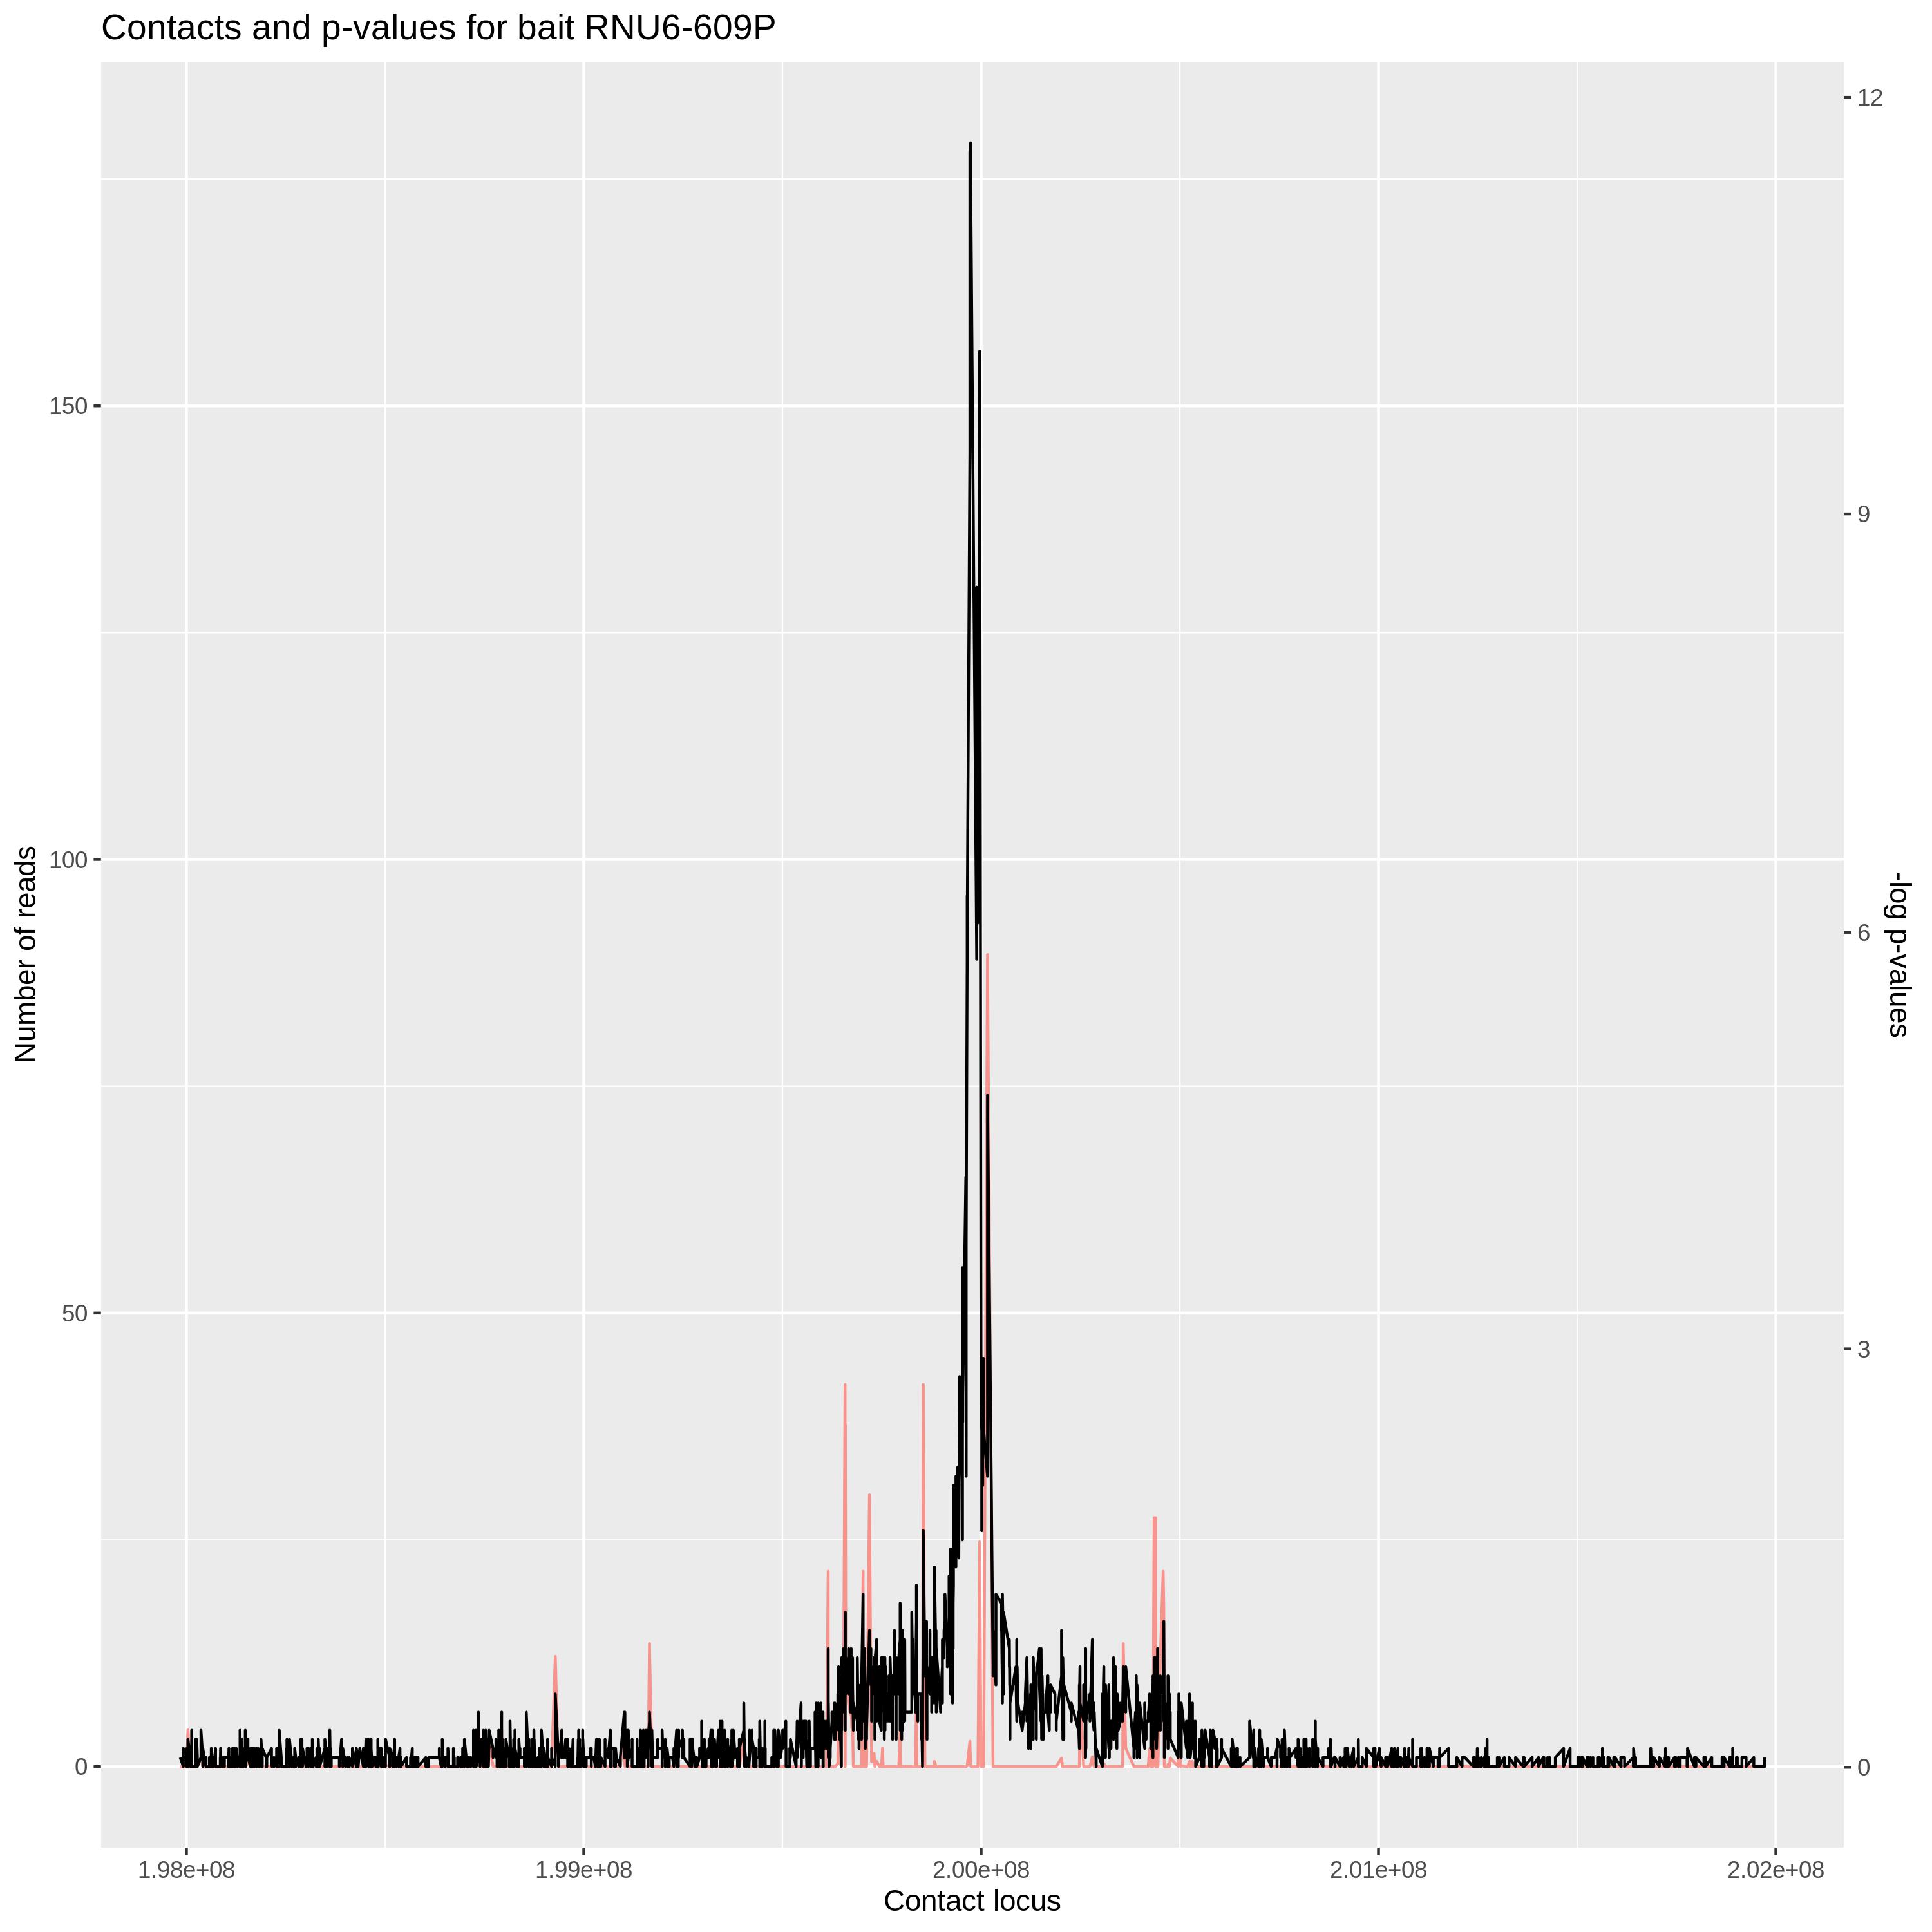 Contacts and p-values for bait RNU6-609P
Number of reads
150
100
50
0
12
9
6
3
0
-log p-values
1.98e+08 1.99e+08 2.00e+08 2.01e+08 2.02e+08
Contact locus